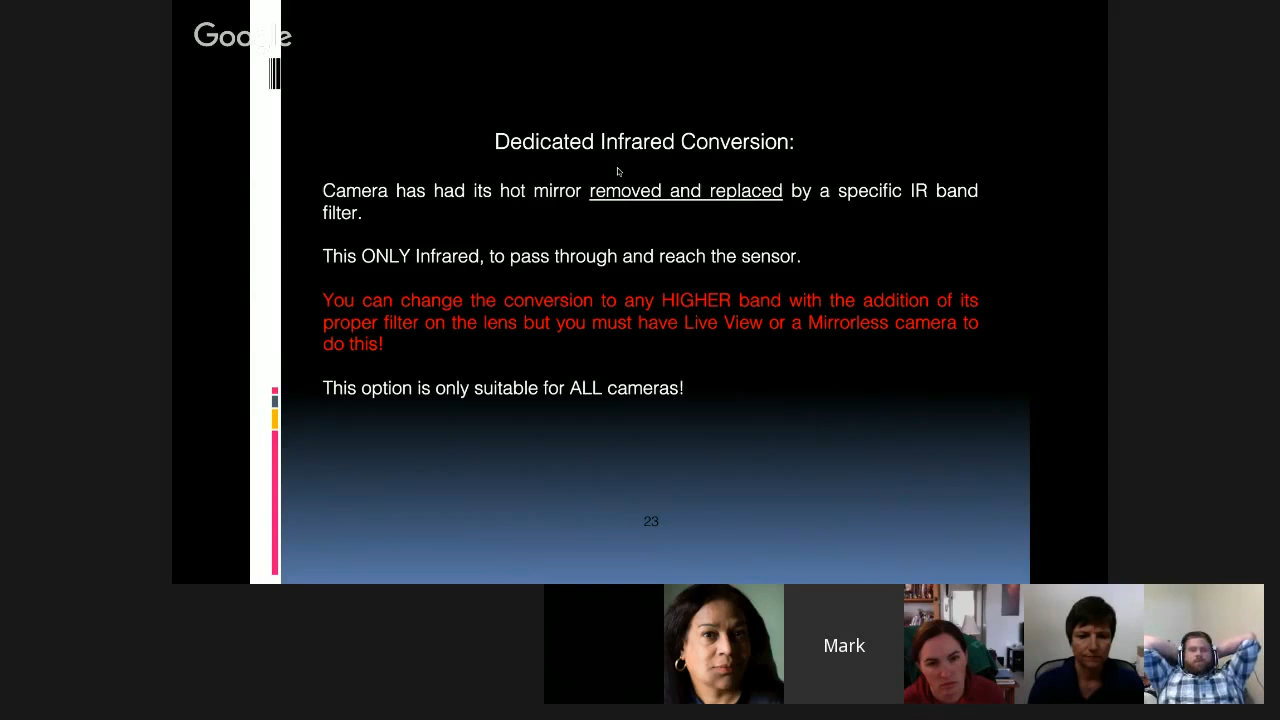 Google
Dedicated Infrared Conversion:
Camera has had its hot mirror removed and replaced by a specific IR band
filter.
This ONLY Infrared, to pass through and reach the sensor.
You can change the conversion to any HIGHER band with the addition of its
proper filter on the lens but you must have Live View or a Mirrorless camera to
do this!
This option is only suitable for ALL cameras!
23
Mark